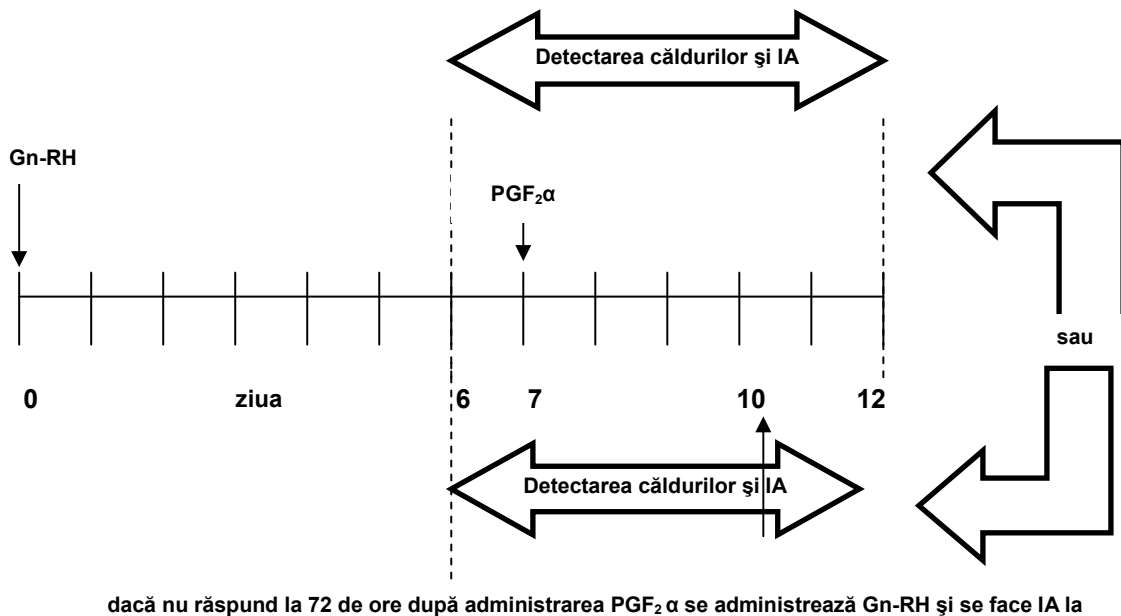 Detectarea căldurilor şi IA
Gn-RH
PGF₂α
sau
0 ziua 6 7 10 12
Detectarea căldurilor şi IA
dacă nu răspund la 72 de ore după administrarea PGF₂ α se administrează Gn-RH şi se face IA la